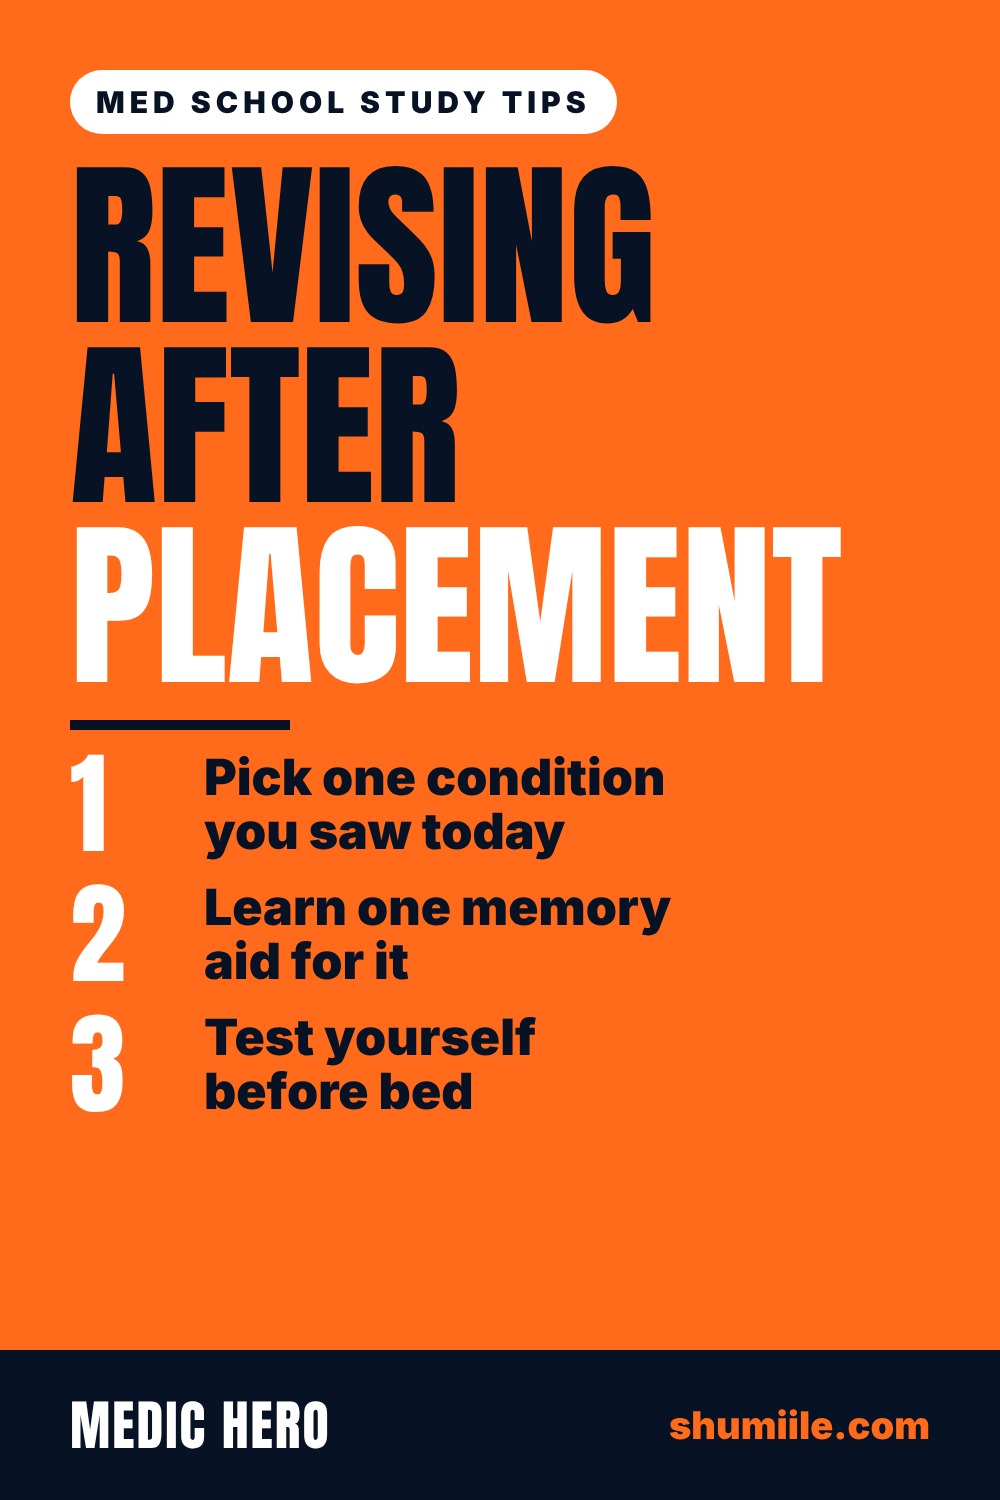 MED SCHOOL STUDY TIPS
REVISING
AFTER
PLACEMENT
1 Pick one condition
you saw today
2 Learn one memory
aid for it
3 Test yourself
before bed
MEDIC HERO
shumiile.com